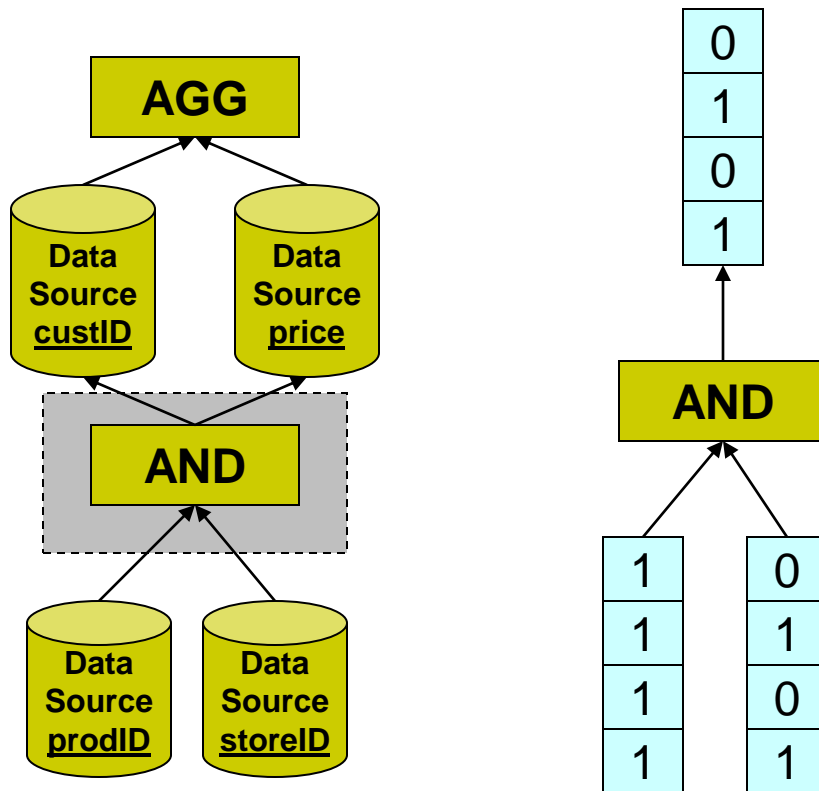 AGG
Data
Source
custID
Data
Source
price
AND
Data
Source
prodID
Data
Source
storeID
0
1
0
1
AND
1
1
1
1
0
1
0
1